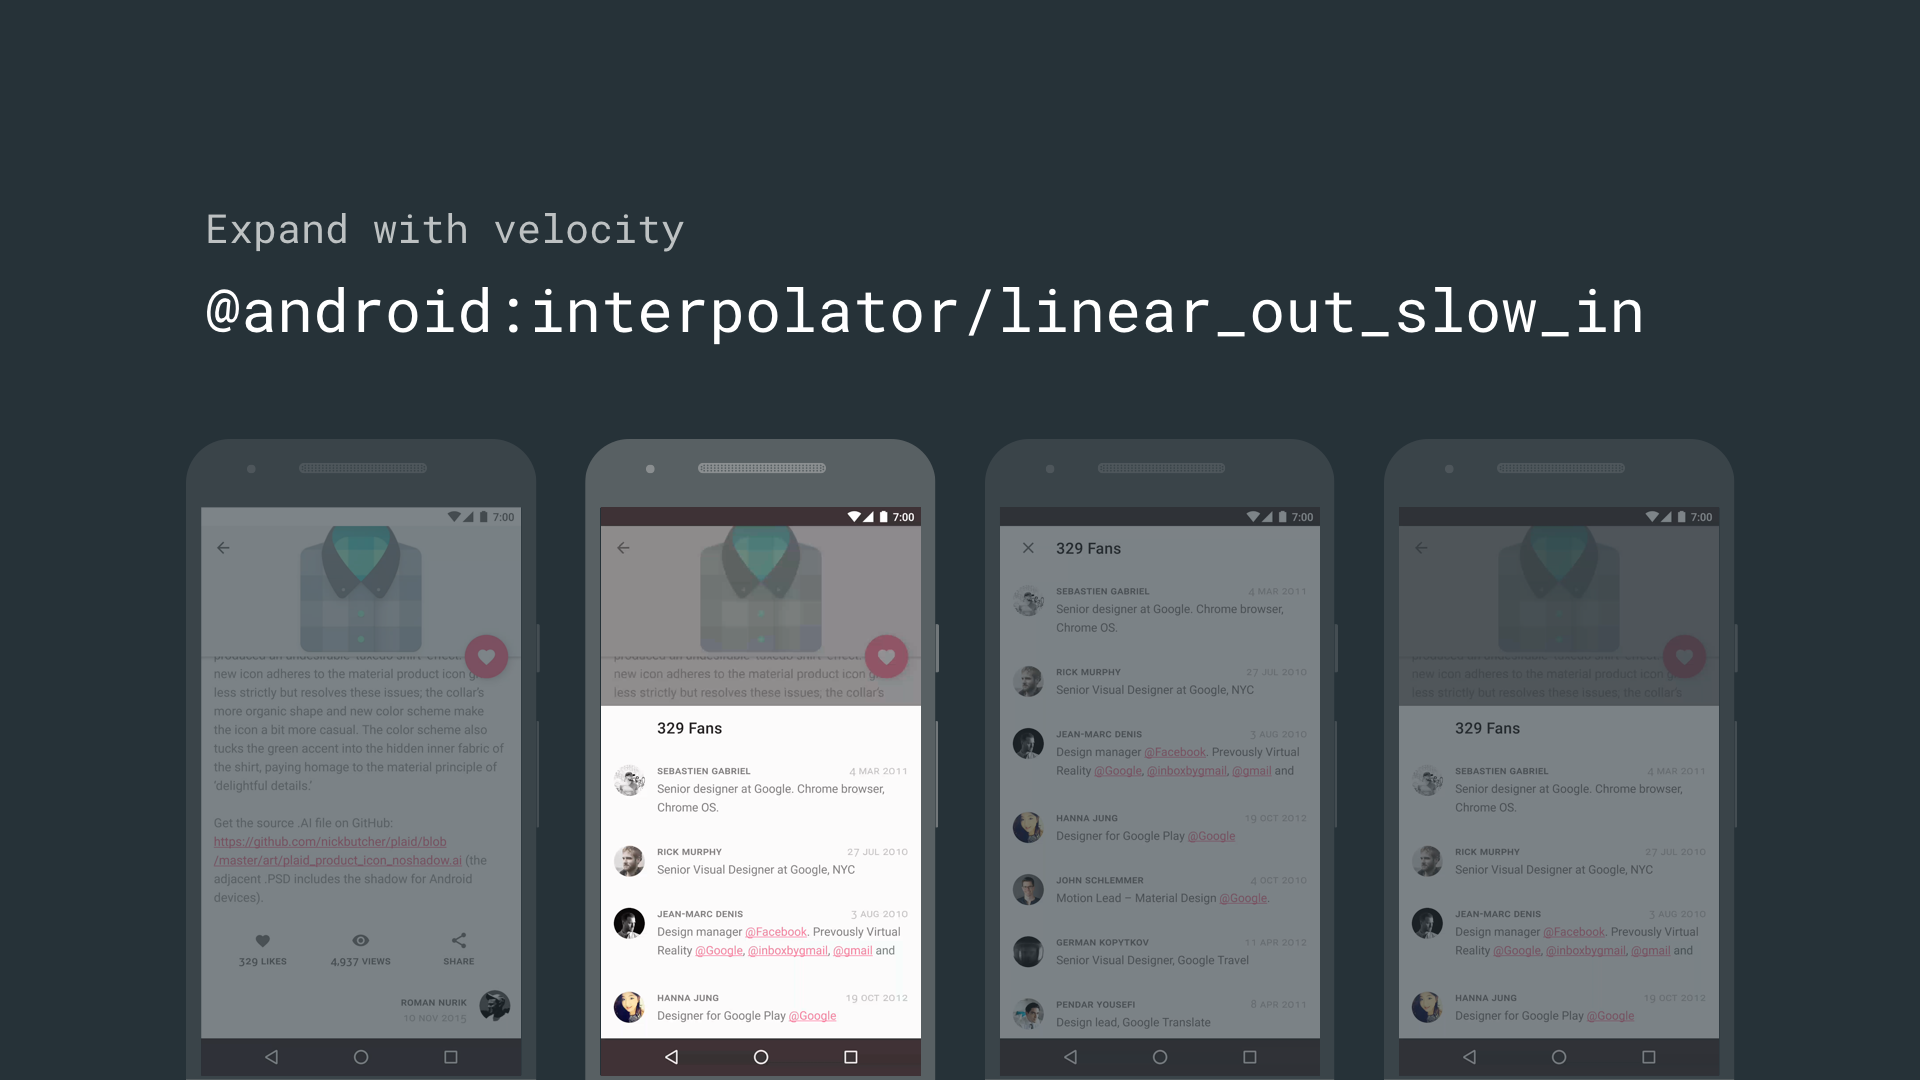 Expand with velocity
@android:interpolator/linear_out_slow_in
7:00
new icon adheres to the material product icon g
less strictly but resolves these issues; the collar's
more organic shape and new color scheme make
the icon a bit more casual. The color scheme also
tucks the green accent into the hidden inner fabric of
the shirt, paying homage to the material principle of
'delightful details.'
Get the source .AI file on GitHub:
https://github.com/nickbutcher/plaid/blob
/master/art/plaid_product_icon_noshadow.ai (the
adjacent .PSD includes the shadow for Android
devices).
329 LIKES
4,937 VIEWS
SHARE
ROMAN NURIK
10 NOV 2015
7:00
new icon adheres to the material product icon g
less strictly but resolves these issues; the collar's
329 Fans
SEBASTIEN GABRIEL 4 MAR 2011
Senior designer at Google. Chrome browser,
Chrome OS.
RICK MURPHY 27 JUL 2010
Senior Visual Designer at Google, NYC
JEAN-MARC DENIS 3 AUG 2010
Design manager @Facebook. Prevously Virtual
Reality @Google, @inboxbygmail, @gmail and
HANNA JUNG 19 OCT 2012
Designer for Google Play @Google
7:00
329 Fans
SEBASTIEN GABRIEL 4 MAR 2011
Senior designer at Google. Chrome browser,
Chrome OS.
RICK MURPHY 27 JUL 2010
Senior Visual Designer at Google, NYC
JEAN-MARC DENIS 3 AUG 2010
Design manager @Facebook. Prevously Virtual
Reality @Google, @inboxbygmail, @gmail and
HANNA JUNG 19 OCT 2012
Designer for Google Play @Google
JOHN SCHLEMMER 4 OCT 2010
Motion Lead – Material Design @Google.
GERMAN KOPYTKOV 11 APR 2012
Senior Visual Designer, Google Travel
PENDAR YOUSEFI 8 APR 2011
Design lead, Google Translate
7:00
new icon adheres to the material product icon g
less strictly but resolves these issues; the collar's
329 Fans
SEBASTIEN GABRIEL 4 MAR 2011
Senior designer at Google. Chrome browser,
Chrome OS.
RICK MURPHY 27 JUL 2010
Senior Visual Designer at Google, NYC
JEAN-MARC DENIS 3 AUG 2010
Design manager @Facebook. Prevously Virtual
Reality @Google, @inboxbygmail, @gmail and
HANNA JUNG 19 OCT 2012
Designer for Google Play @Google